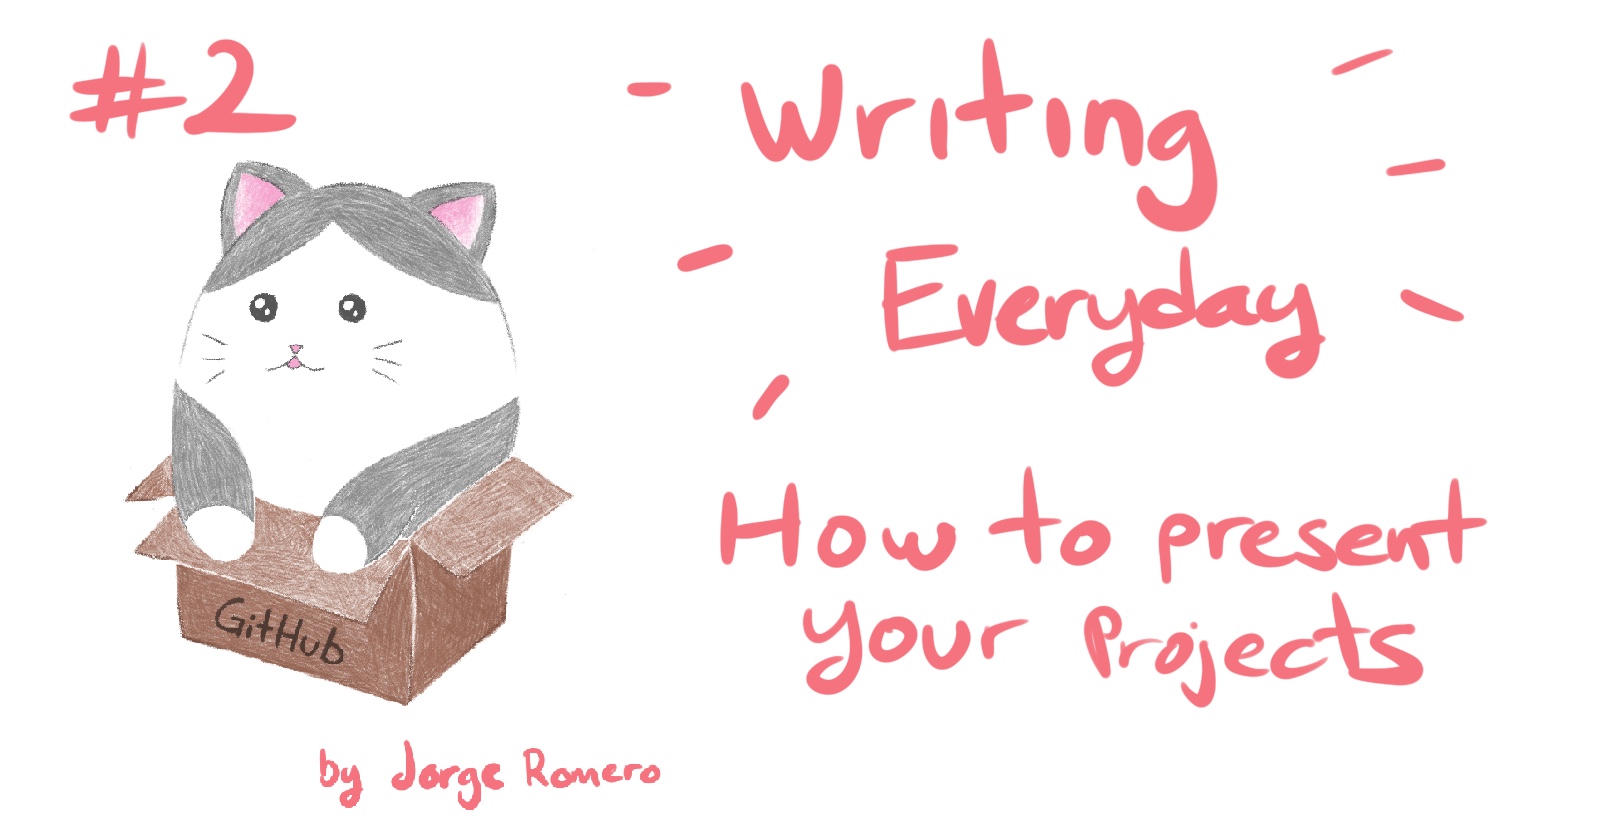 #2
Writing
Everyday
How to present
your Projects
GitHub
by Jorge Romero